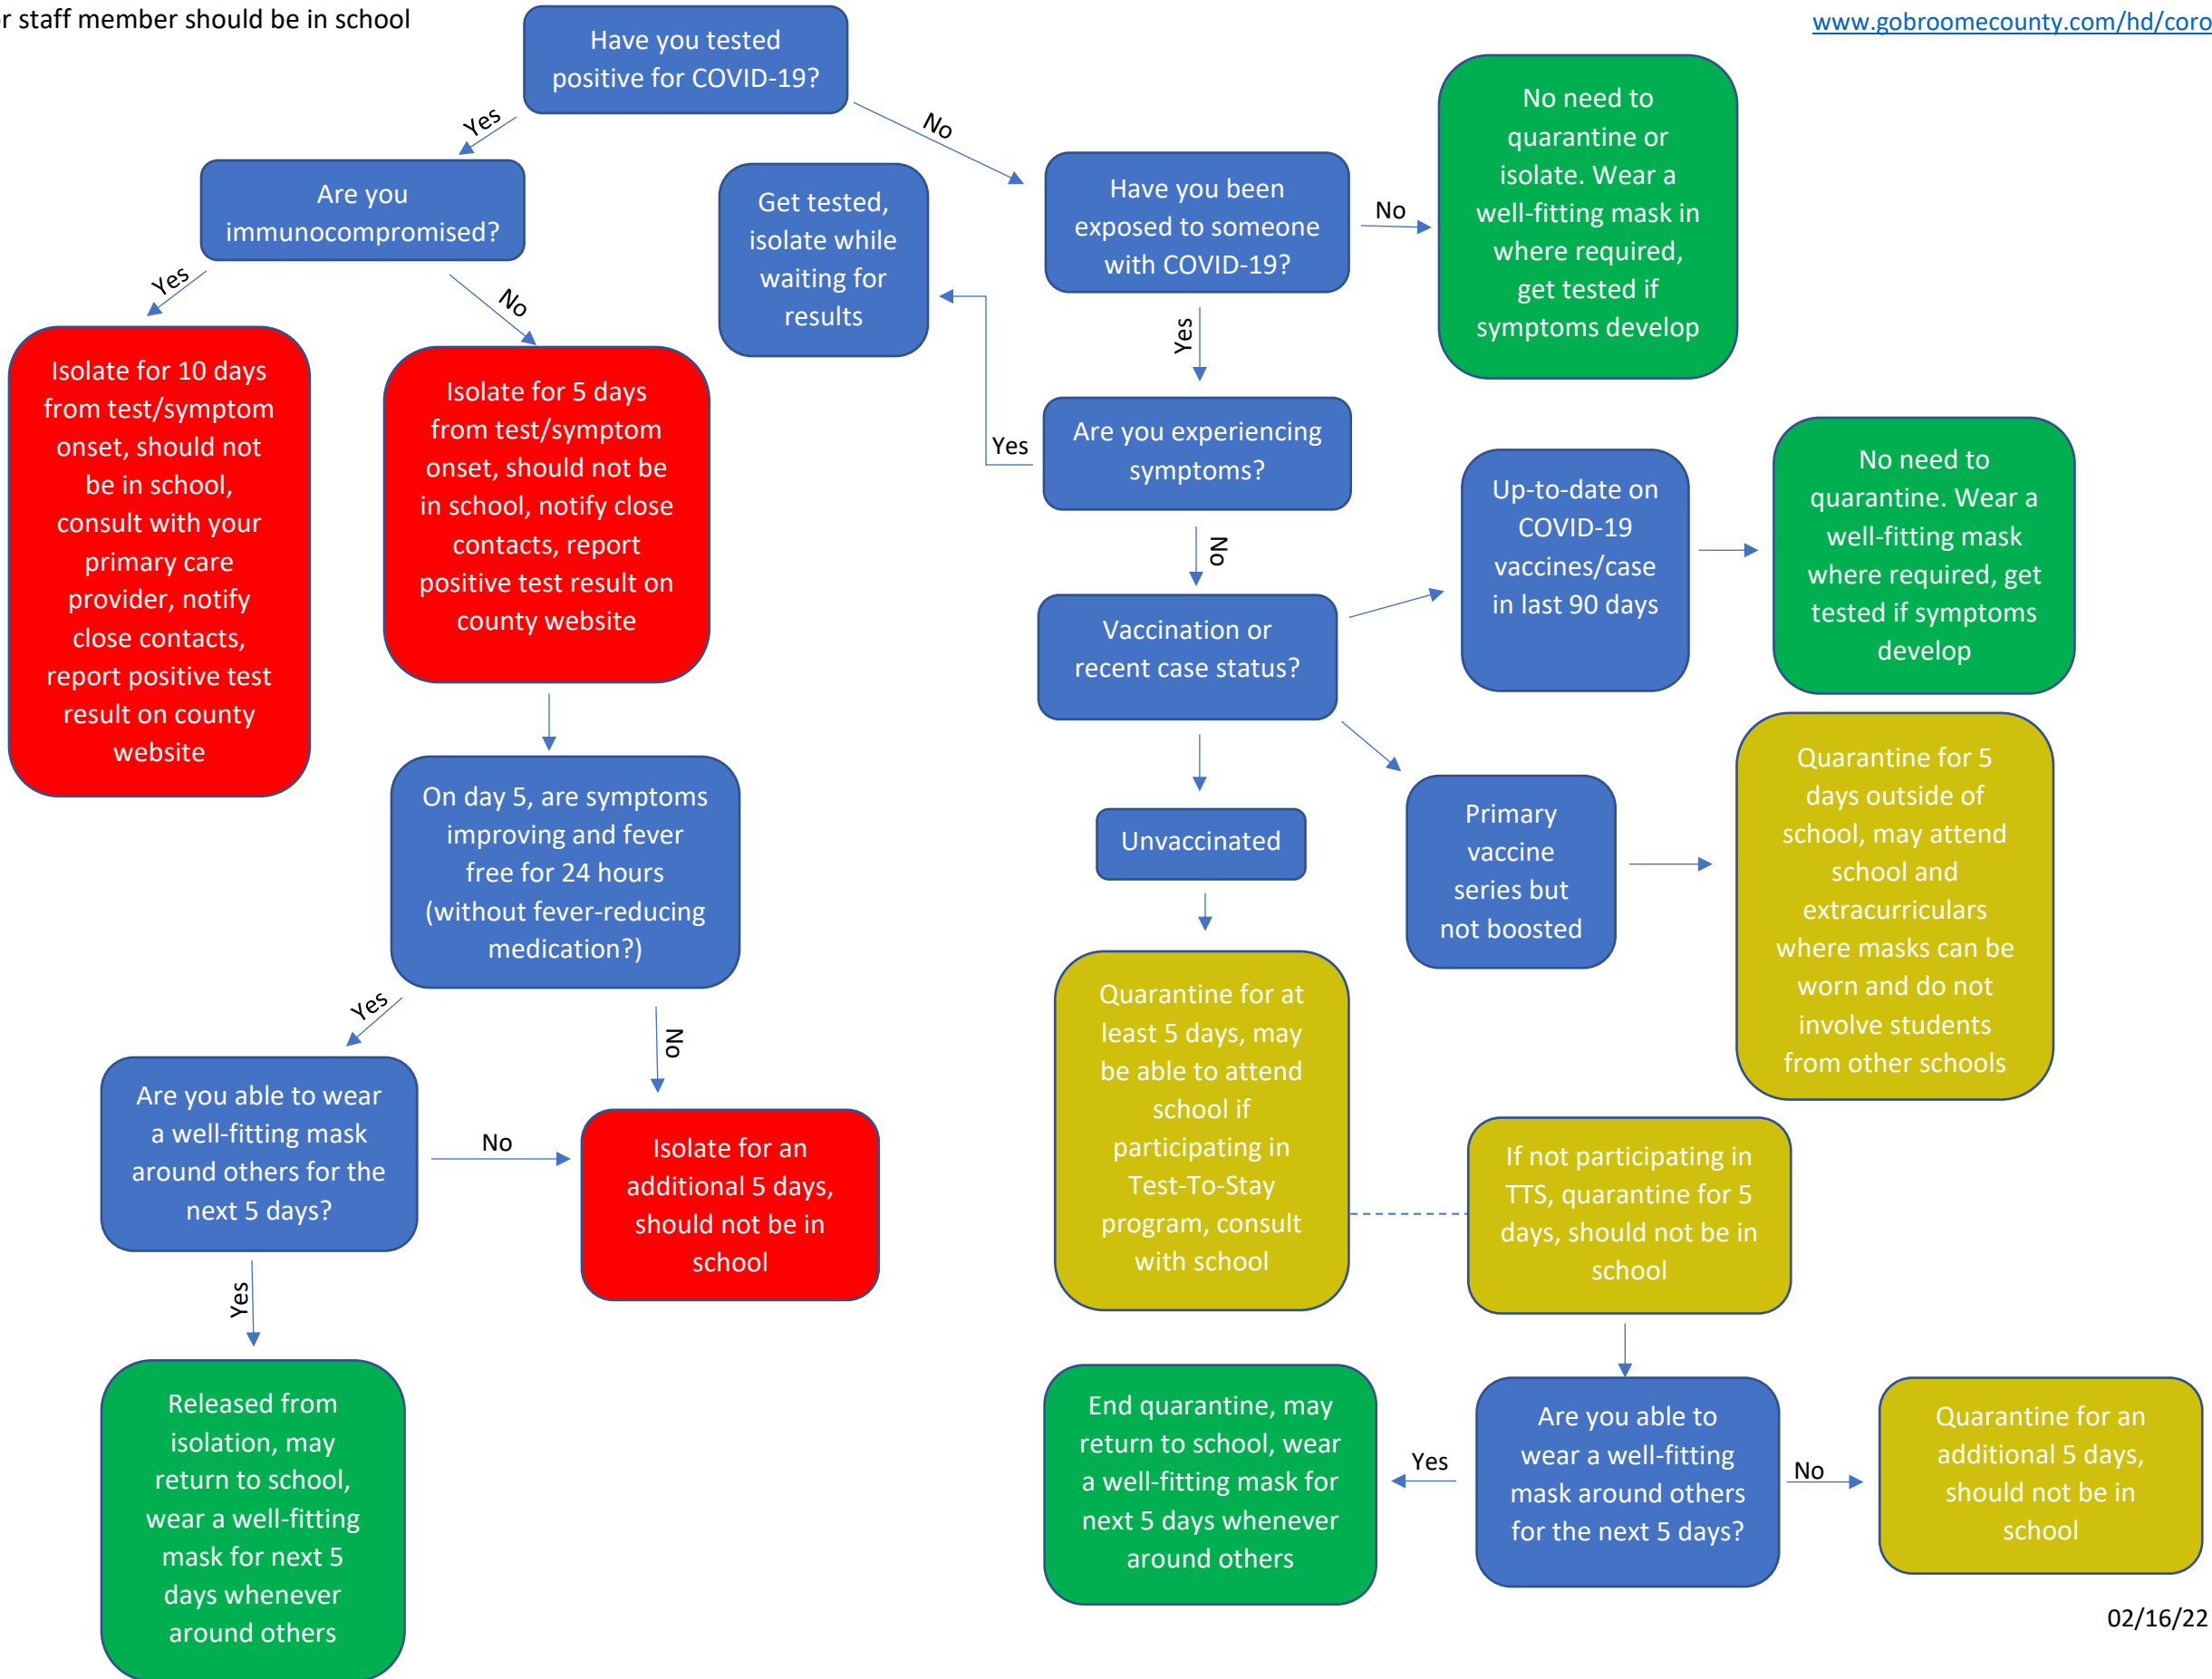 r staff member should be in school
www.gobroomecounty.com/hd/coro
Have you tested
positive for COVID-19?
Yes
No
Are you
immunocompromised?
Get tested,
isolate while
waiting for
results
Have you been
exposed to someone
with COVID-19?
No
No need to
quarantine or
isolate. Wear a
well-fitting mask in
where required,
get tested if
symptoms develop
Yes
No
Yes
Isolate for 10 days
from test/symptom
onset, should not
be in school,
consult with your
primary care
provider, notify
close contacts,
report positive test
result on county
website
Isolate for 5 days
from test/symptom
onset, should not be
in school, notify close
contacts, report
positive test result on
county website
Are you experiencing
symptoms?
Yes
No
Up-to-date on
COVID-19
vaccines/case
in last 90 days
No need to
quarantine. Wear a
well-fitting mask
where required, get
tested if symptoms
develop
Vaccination or
recent case status?
On day 5, are symptoms
improving and fever
free for 24 hours
(without fever-reducing
medication?)
Unvaccinated
Primary
vaccine
series but
not boosted
Quarantine for 5
days outside of
school, may attend
school and
extracurriculars
where masks can be
worn and do not
involve students
from other schools
Yes
No
Are you able to wear
a well-fitting mask
around others for the
next 5 days?
No
Isolate for an
additional 5 days,
should not be in
school
Quarantine for at
least 5 days, may
be able to attend
school if
participating in
Test-To-Stay
program, consult
with school
If not participating in
TTS, quarantine for 5
days, should not be in
school
Yes
Released from
isolation, may
return to school,
wear a well-fitting
mask for next 5
days whenever
around others
End quarantine, may
return to school, wear
a well-fitting mask for
next 5 days whenever
around others
Yes
Are you able to
wear a well-fitting
mask around others
for the next 5 days?
No
Quarantine for an
additional 5 days,
should not be in
school
02/16/22